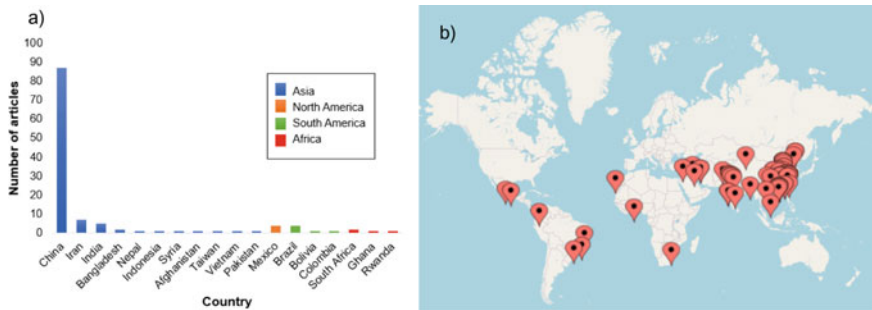 a)
Number of articles
100
90
80
70
60
50
40
30
20
10
0
Asia
North America
South America
Africa
China
Iran
India
Bangladesh
Nepal
Indonesia
Syria
Afghanistan
Taiwan
Vietnam
Pakistan
Mexico
Brazil
Bolivia
Colombia
South Africa
Ghana
Rwanda
Country
b)